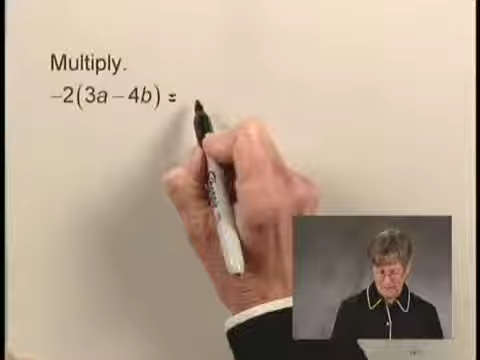 Multiply.
−2(3a − 4b) =